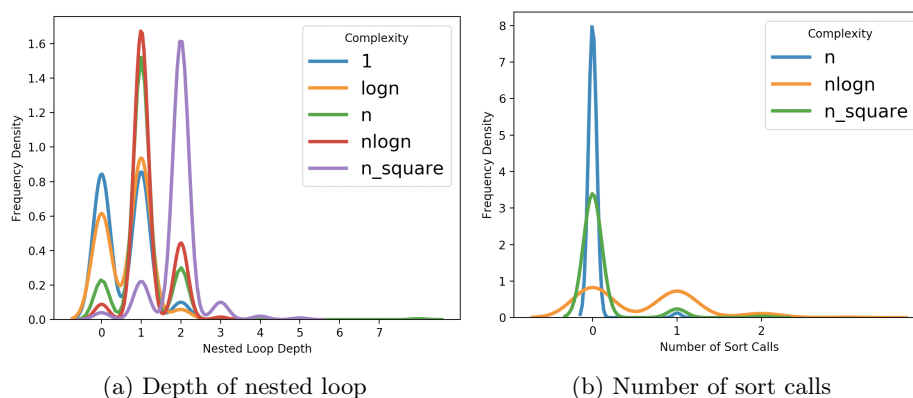 Complexity
1
logn
n
nlogn
n_square
Frequency Density
1.6
1.4
1.2
1.0
0.8
0.6
0.4
0.2
0.0
0 1 2 3 4 5 6 7
Nested Loop Depth
(a) Depth of nested loop
Complexity
n
nlogn
n_square
Frequency Density
8
7
6
5
4
3
2
1
0
0 1 2
Number of Sort Calls
(b) Number of sort calls